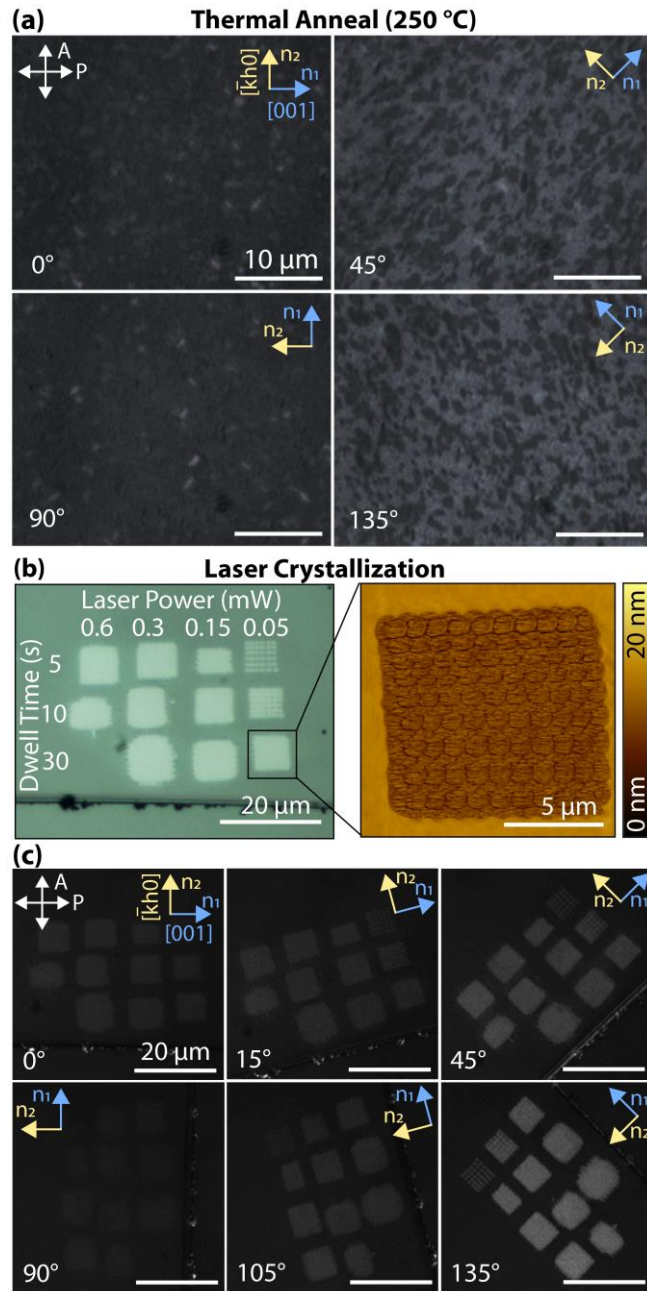 (a) Thermal Anneal (250 °C)
A
P
n₂
[k̄h0]
n₁
[001]
0°
10 μm
n₂
n₁
45°
n₁
n₂
90°
n₁
n₂
135°
(b) Laser Crystallization
Laser Power (mW)
0.6 0.3 0.15 0.05
Dwell Time (s)
5
10
30
20 μm
5 μm
20 nm
0 nm
(c)
A
P
n₂
[k̄h0]
n₁
[001]
0°
20 μm
n₂
n₁
15°
n₂
n₁
45°
n₁
n₂
90°
n₁
n₂
105°
n₁
n₂
135°